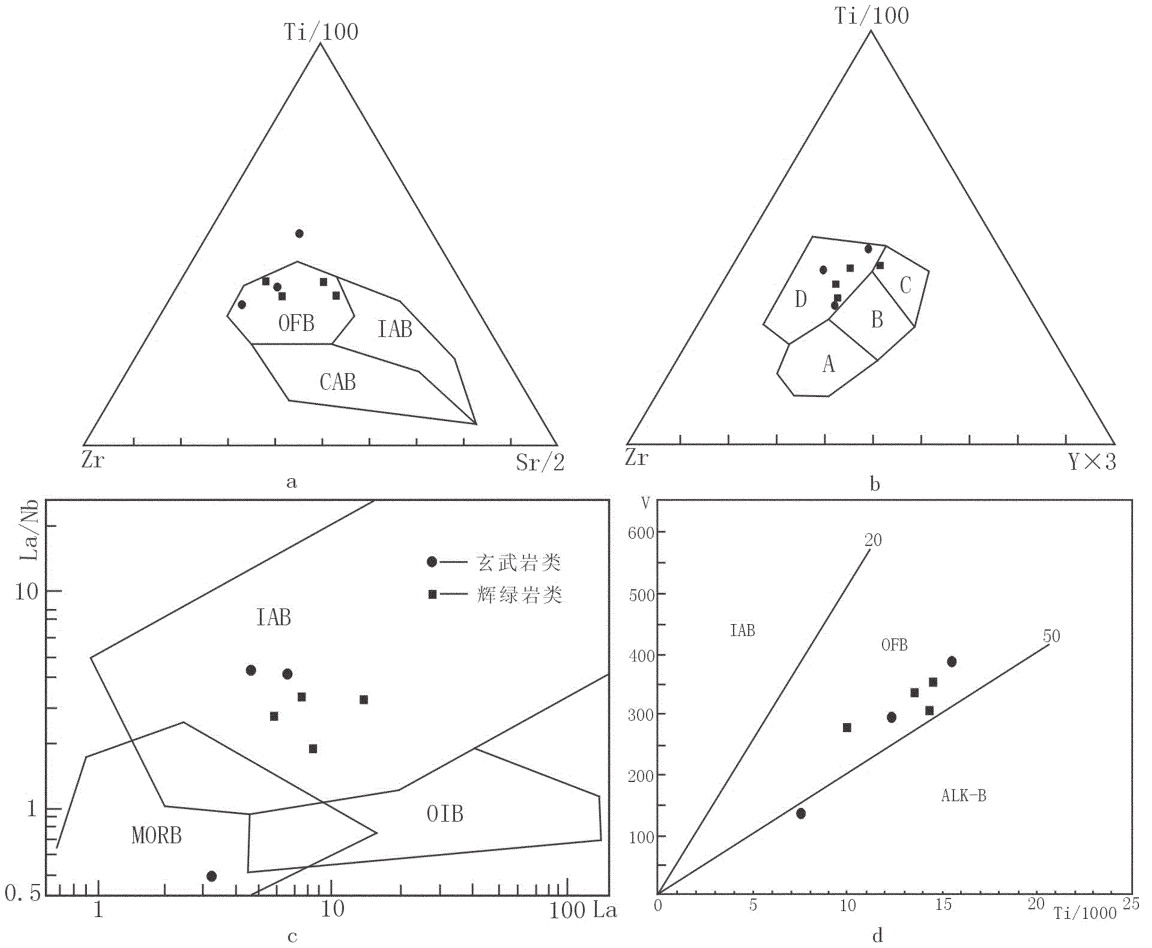 Ti/100
OFB
IAB
CAB
Zr
Sr/2
a
Ti/100
D
C
B
A
Zr
Y×3
b
La/Nb
10
1
0.5
IAB
MORB
OIB
玄武岩类
辉绿岩类
1
10
100 La
c
V
600
500
400
300
200
100
20
50
IAB
OFB
ALK-B
0
5
10
15
20
25
Ti/1000
d